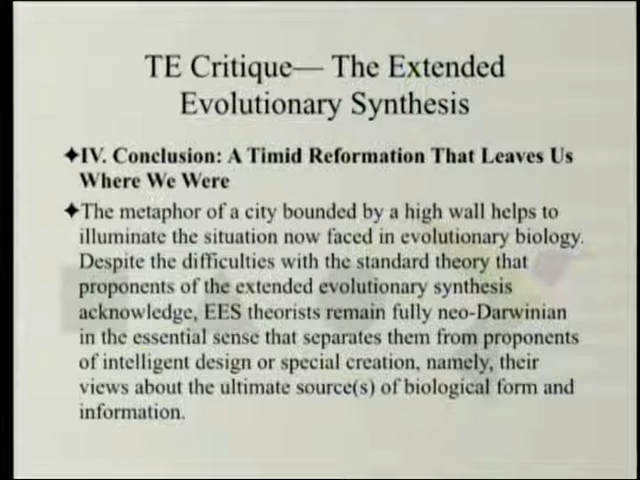 TE Critique— The Extended
Evolutionary Synthesis
✦IV. Conclusion: A Timid Reformation That Leaves Us
Where We Were
✦The metaphor of a city bounded by a high wall helps to
illuminate the situation now faced in evolutionary biology.
Despite the difficulties with the standard theory that
proponents of the extended evolutionary synthesis
acknowledge, EES theorists remain fully neo-Darwinian
in the essential sense that separates them from proponents
of intelligent design or special creation, namely, their
views about the ultimate source(s) of biological form and
information.